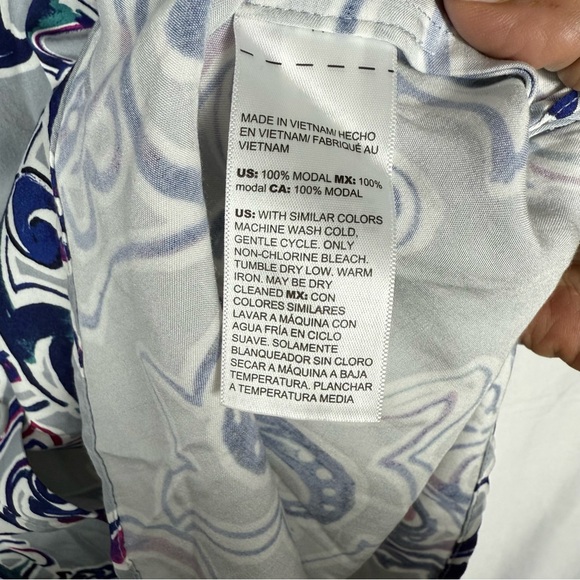 MADE IN VIETNAM/ HECHO
EN VIETNAM/ FABRIQUÉ AU
VIETNAM
US: 100% MODAL MX: 100%
modal CA: 100% MODAL
US: WITH SIMILAR COLORS
MACHINE WASH COLD,
GENTLE CYCLE. ONLY
NON-CHLORINE BLEACH.
TUMBLE DRY LOW. WARM
IRON. MAY BE DRY
CLEANED MX: CON
COLORES SIMILARES
LAVAR A MÁQUINA CON
AGUA FRÍA EN CICLO
SUAVE. SOLAMENTE
BLANQUEADOR SIN CLORO
SECAR A MÁQUINA A BAJA
TEMPERATURA. PLANCHAR
A TEMPERATURA MEDIA